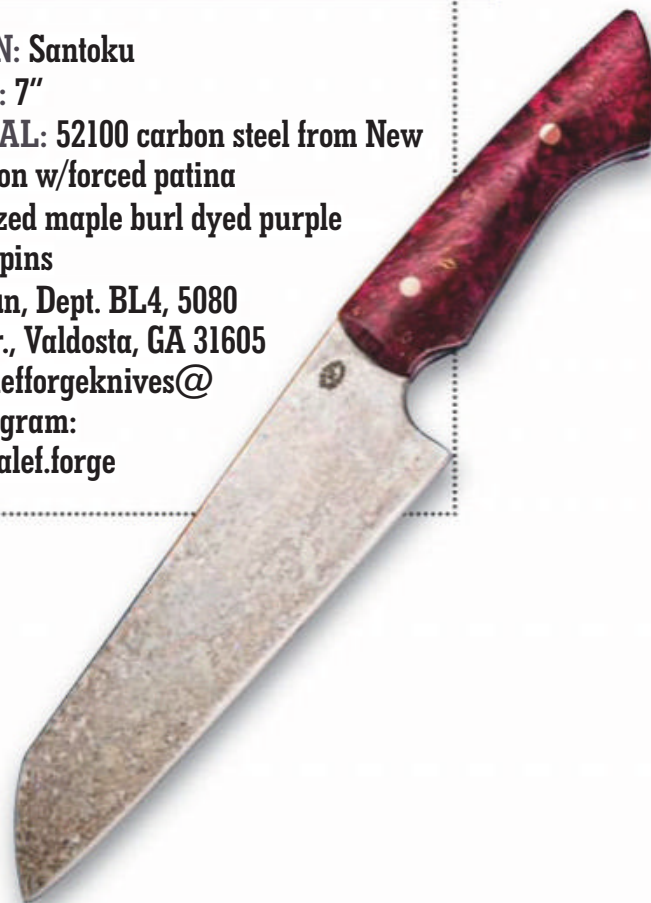 N: Santoku
: 7"
AL: 52100 carbon steel from New
on w/forced patina
zed maple burl dyed purple
pins
un, Dept. BL4, 5080
r., Valdosta, GA 31605
efforgeknives@
gram:
alef.forge